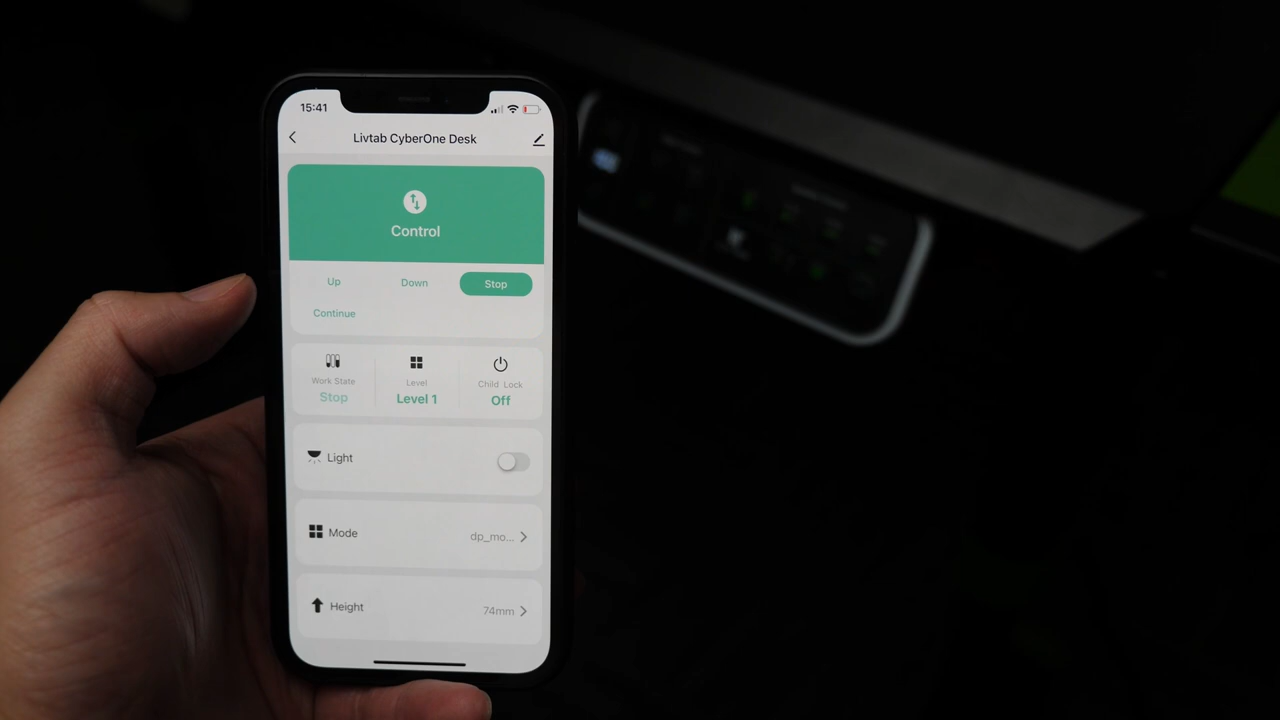 15:41
Livtab CyberOne Desk
Control
Up Down Stop
Continue
Work State Level Child Lock
Stop Level 1 Off
Light
Mode dp_mo...
Height 74mm